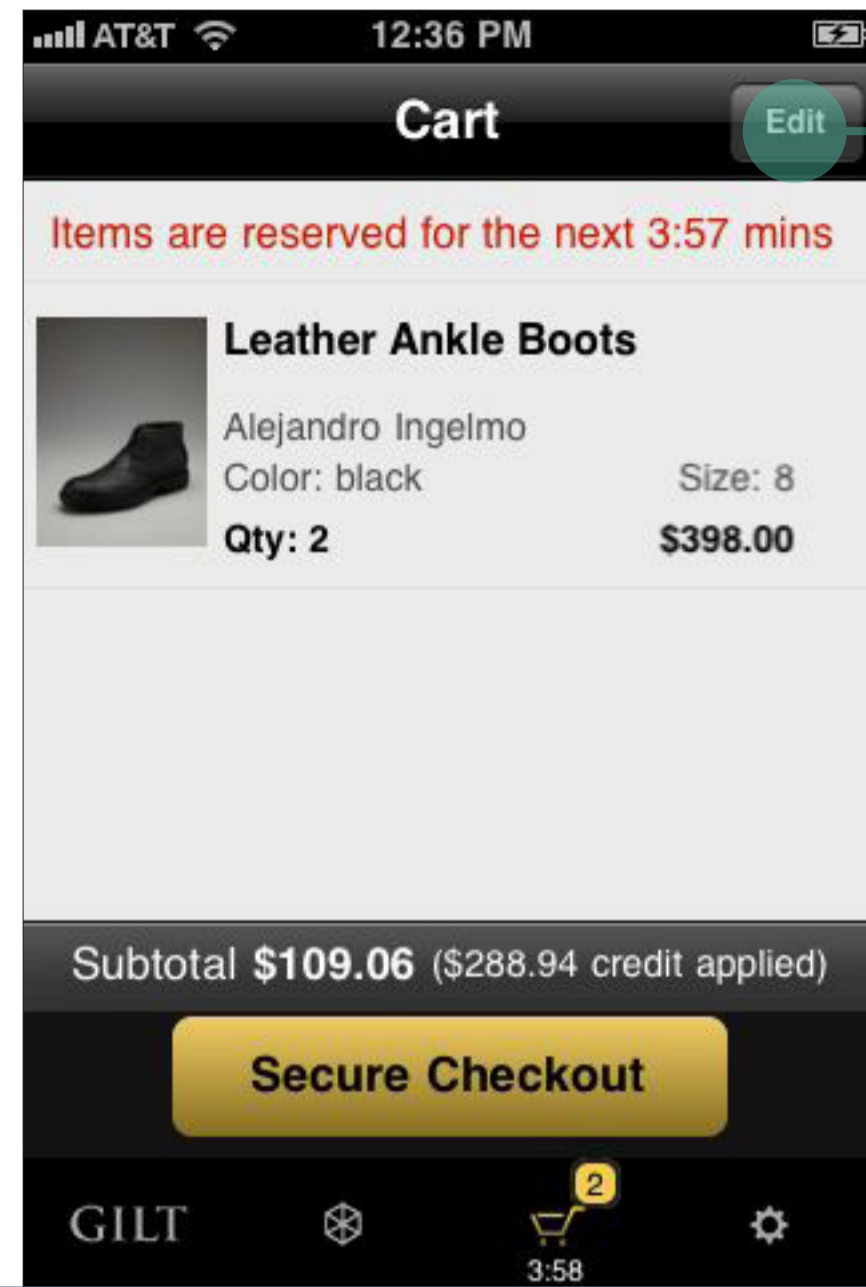 AT&T 12:36 PM
Cart Edit
Items are reserved for the next 3:57 mins
Leather Ankle Boots
Alejandro Ingelmo
Color: black Size: 8
Qty: 2 $398.00
Subtotal $109.06 ($288.94 credit applied)
Secure Checkout
2
GILT
3:58